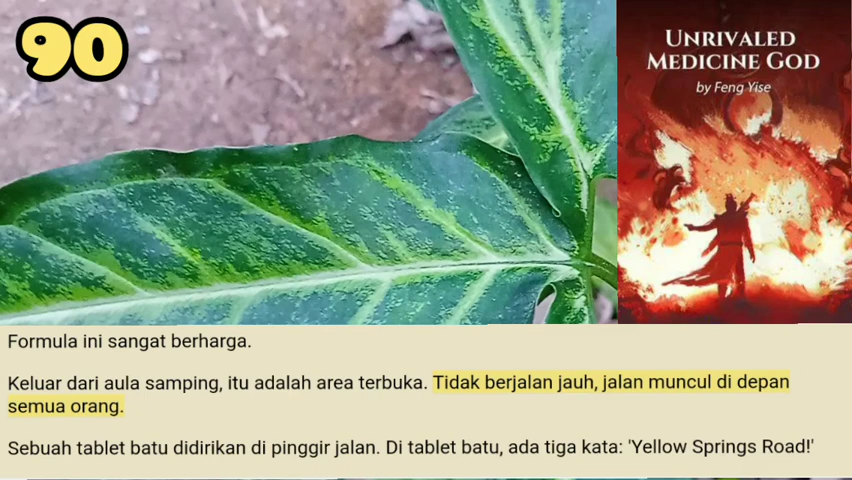 90
UNRIVALED
MEDICINE GOD
by Feng Yise
Formula ini sangat berharga.
Keluar dari aula samping, itu adalah area terbuka. Tidak berjalan jauh, jalan muncul di depan
semua orang.
Sebuah tablet batu didirikan di pinggir jalan. Di tablet batu, ada tiga kata: 'Yellow Springs Road!'